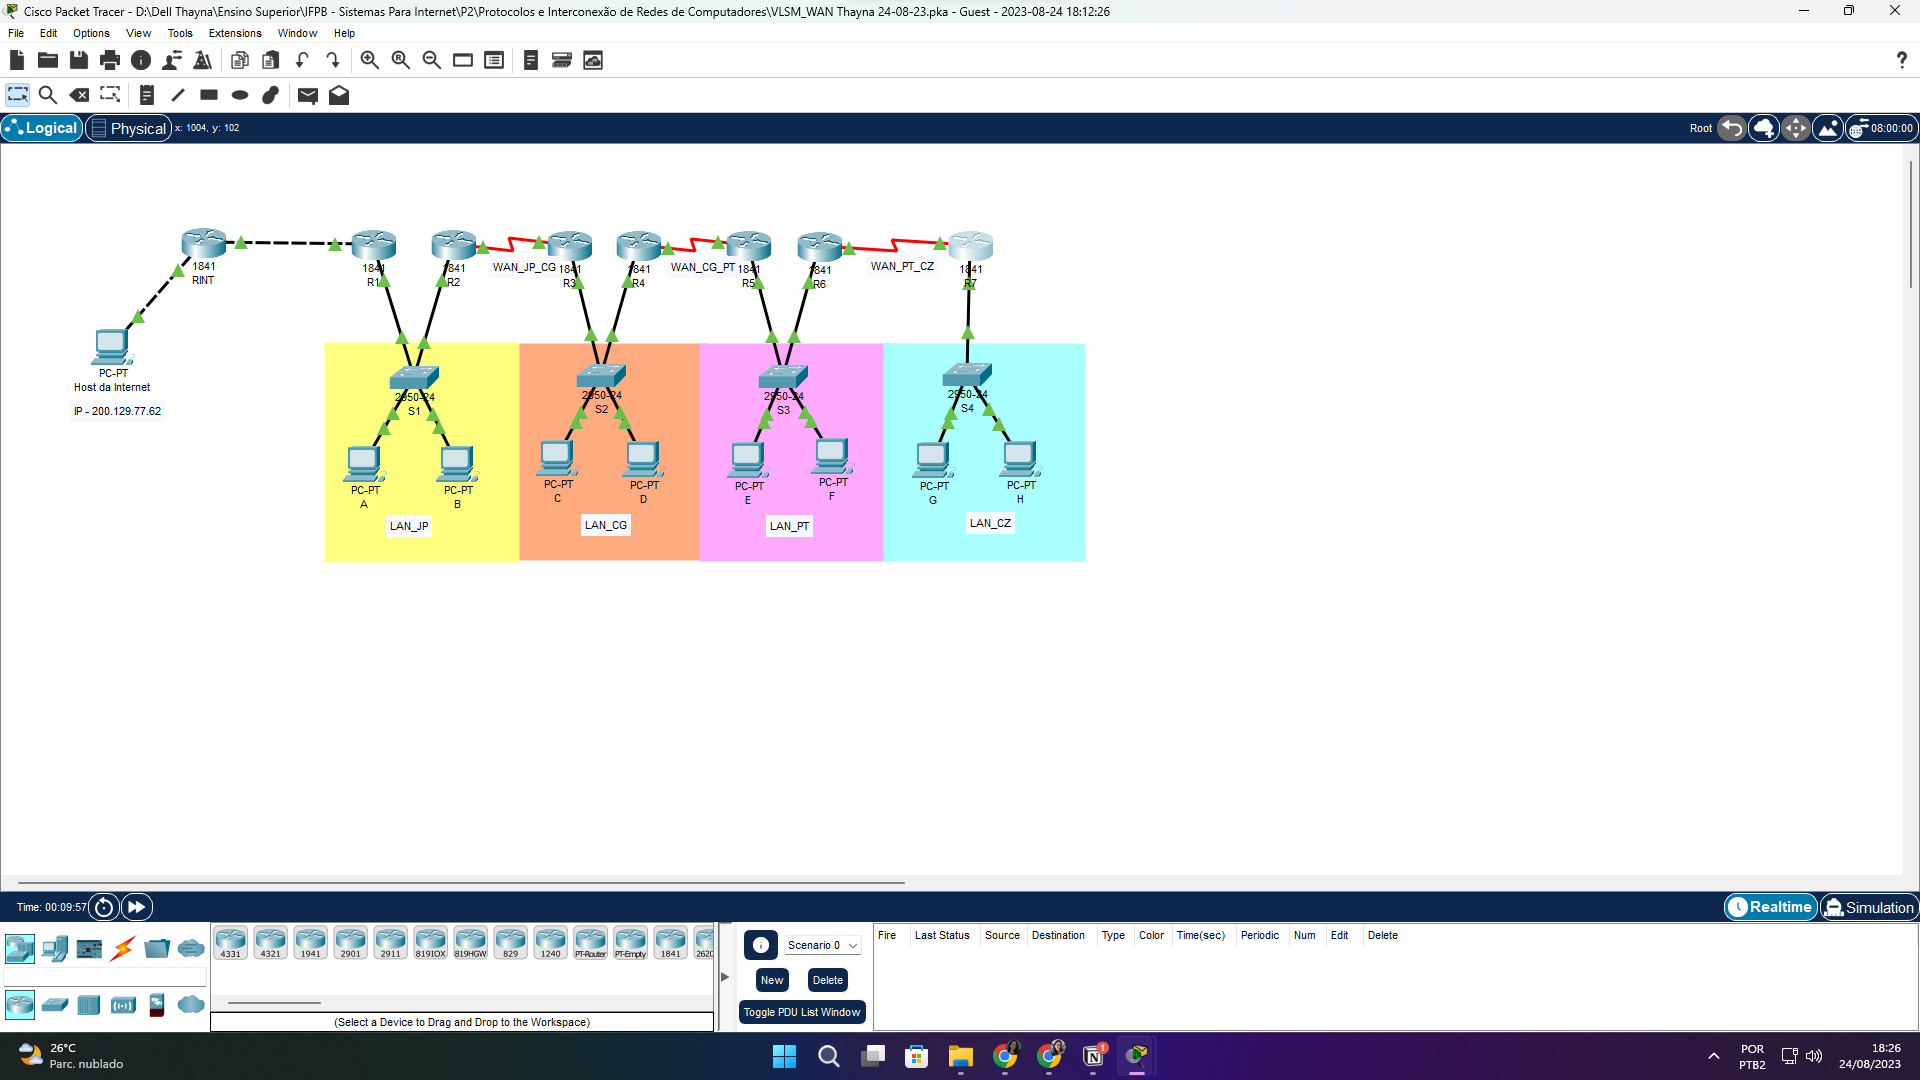 Cisco Packet Tracer - D:\Dell Thayna\Ensino Superior\IFPB - Sistemas Para Internet\P2\Protocolos e Interconexão de Redes de Computadores\VLSM_WAN Thayna 24-08-23.pka - Guest - 2023-08-24 18:12:26
File Edit Options View Tools Extensions Window Help
Logical Physical x: 1004, y: 102 Root 08:00:00
1841
RINT
1841
R1
1841
R2
WAN_JP_CG
1841
R3
1841
R4
WAN_CG_PT
1841
R5
1841
R6
WAN_PT_CZ
1841
R7
PC-PT
Host da Internet
IP - 200.129.77.62
2950-24
S1
2950-24
S2
2950-24
S3
2950-24
S4
PC-PT
A
PC-PT
B
PC-PT
C
PC-PT
D
PC-PT
E
PC-PT
F
PC-PT
G
PC-PT
H
LAN_JP
LAN_CG
LAN_PT
LAN_CZ
Time: 00:09:57
Realtime Simulation
4331 4321 1941 2901 2911 819IOX 819HGW 829 1240 PT-Router PT-Empty 1841 2620
(Select a Device to Drag and Drop to the Workspace)
Scenario 0
New Delete
Toggle PDU List Window
Fire Last Status Source Destination Type Color Time(sec) Periodic Num Edit Delete
26°C
Parc. nublado
1
POR
PTB2
18:26
24/08/2023